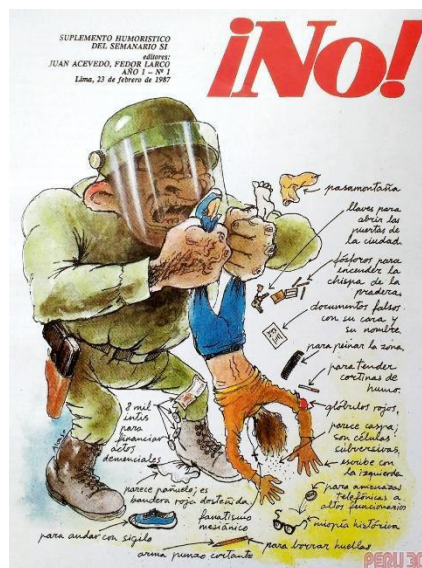 SUPLEMENTO HUMORISTICO
DEL SEMANARIO SI
editores:
JUAN ACEVEDO, FEDOR LARCO
AÑO 1 – Nº 1
Lima, 23 de febrero de 1987
¡No!
pasamontaña
llaves para
abrir las
puertas de
la ciudad.
fósforos para
encender la
chispa de la
pradera.
documentos falsos
con su cara y
su nombre.
para peinar la zona.
para tender
cortinas de
humo.
glóbulos rojos.
parece caspa;
son células
subversivas.
escribe con
la izquierda
para amenazas
telefónicas a
altos funcionarios
miopía histórica
para borrar huellas
8 mil
intis
para
financiar
actos
demenciales
parece pañuelo; es
bandera roja desteñida.
fanatismo
mesiánico
para andar con sigilo
arma punzo cortante
PERU 30